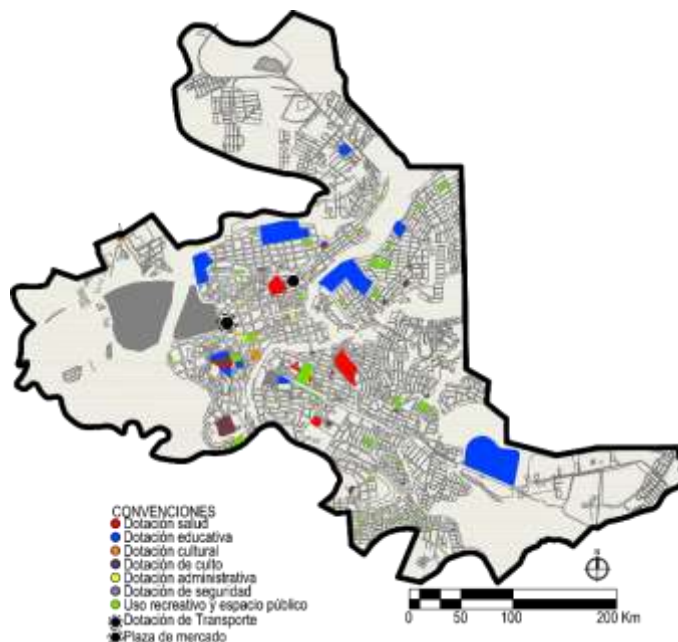 CONVENCIONES
Dotación salud
Dotación educativa
Dotación cultural
Dotación de culto
Dotación administrativa
Dotación de seguridad
Uso recreativo y espacio público
Dotación de Transporte
Plaza de mercado
N
0 50 100 200 Km